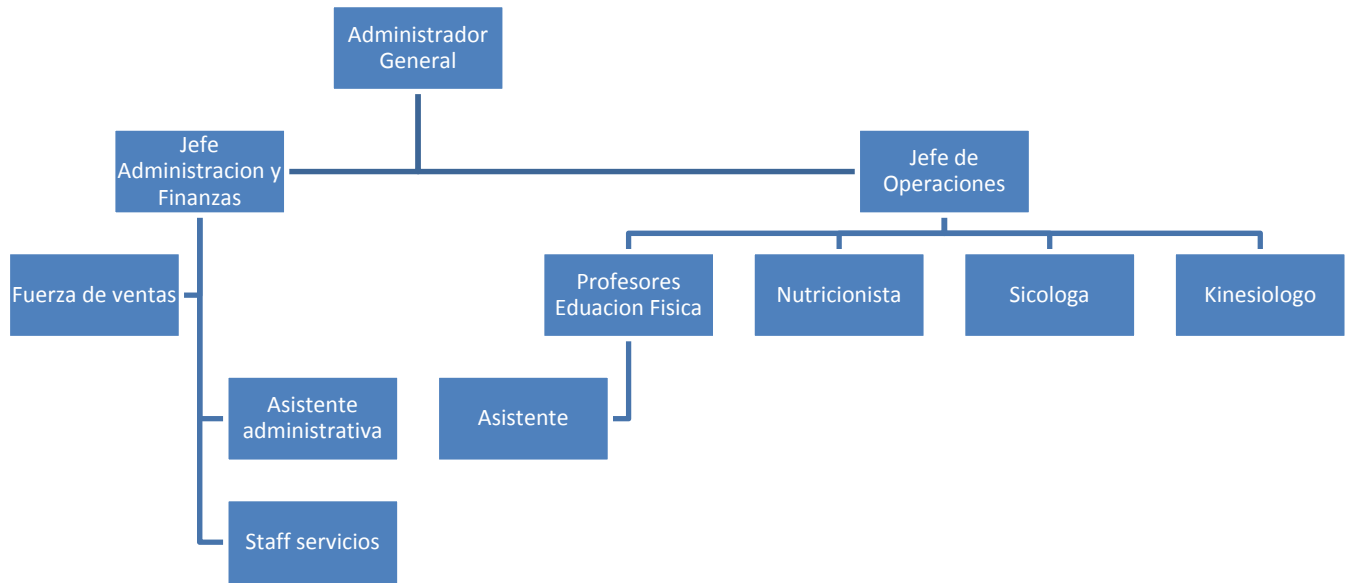 Administrador
General
Jefe
Administracion y
Finanzas
Jefe de
Operaciones
Fuerza de ventas
Profesores
Eduacion Fisica
Nutricionista
Sicologa
Kinesiologo
Asistente
administrativa
Asistente
Staff servicios